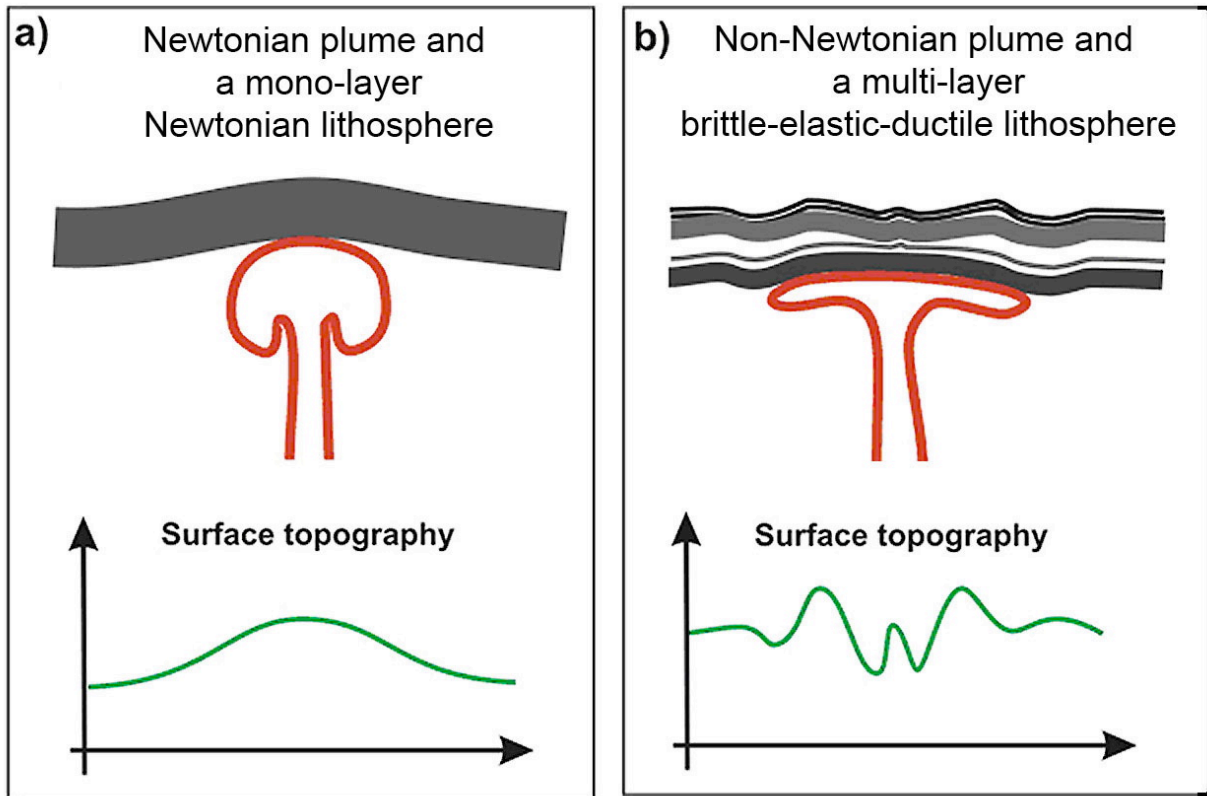 a)
Newtonian plume and
a mono-layer
Newtonian lithosphere
Surface topography
b)
Non-Newtonian plume and
a multi-layer
brittle-elastic-ductile lithosphere
Surface topography